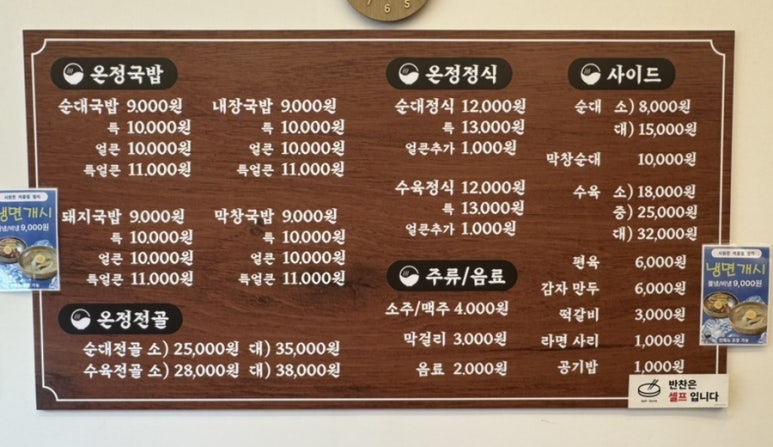 7 6 5
온정국밥
순대국밥 9,000원
특 10,000원
얼큰 10,000원
특얼큰 11,000원
내장국밥 9,000원
특 10,000원
얼큰 10,000원
특얼큰 11,000원
돼지국밥 9,000원
특 10,000원
얼큰 10,000원
특얼큰 11,000원
막창국밥 9,000원
특 10,000원
얼큰 10,000원
특얼큰 11,000원
온정전골
순대전골 소) 25,000원 대) 35,000원
수육전골 소) 28,000원 대) 38,000원
온정정식
순대정식 12,000원
특 13,000원
얼큰추가 1,000원
수육정식 12,000원
특 13,000원
얼큰추가 1,000원
주류/음료
소주/맥주 4,000원
막걸리 3,000원
음료 2,000원
사이드
순대 소) 8,000원
대) 15,000원
막창순대 10,000원
수육 소) 18,000원
중) 25,000원
대) 32,000원
편육 6,000원
감자 만두 6,000원
떡갈비 3,000원
라면 사리 1,000원
공기밥 1,000원
반찬은
셀프 입니다
냉면개시
9,000원
냉면개시
물냉/비냉 9,000원